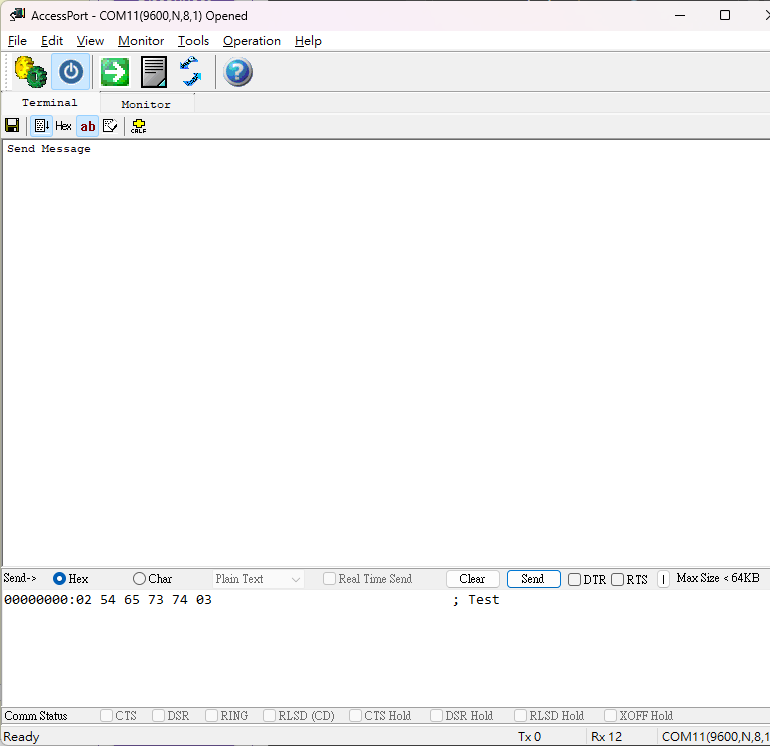 AccessPort - COM11(9600,N,8,1) Opened
File Edit View Monitor Tools Operation Help
Terminal Monitor
Hex ab CRLF
Send Message
Send-> Hex Char Plain Text Real Time Send Clear Send DTR RTS Max Size < 64KB
00000000:02 54 65 73 74 03 ; Test
Comm Status CTS DSR RING RLSD (CD) CTS Hold DSR Hold RLSD Hold XOFF Hold
Ready Tx 0 Rx 12 COM11(9600,N,8,1